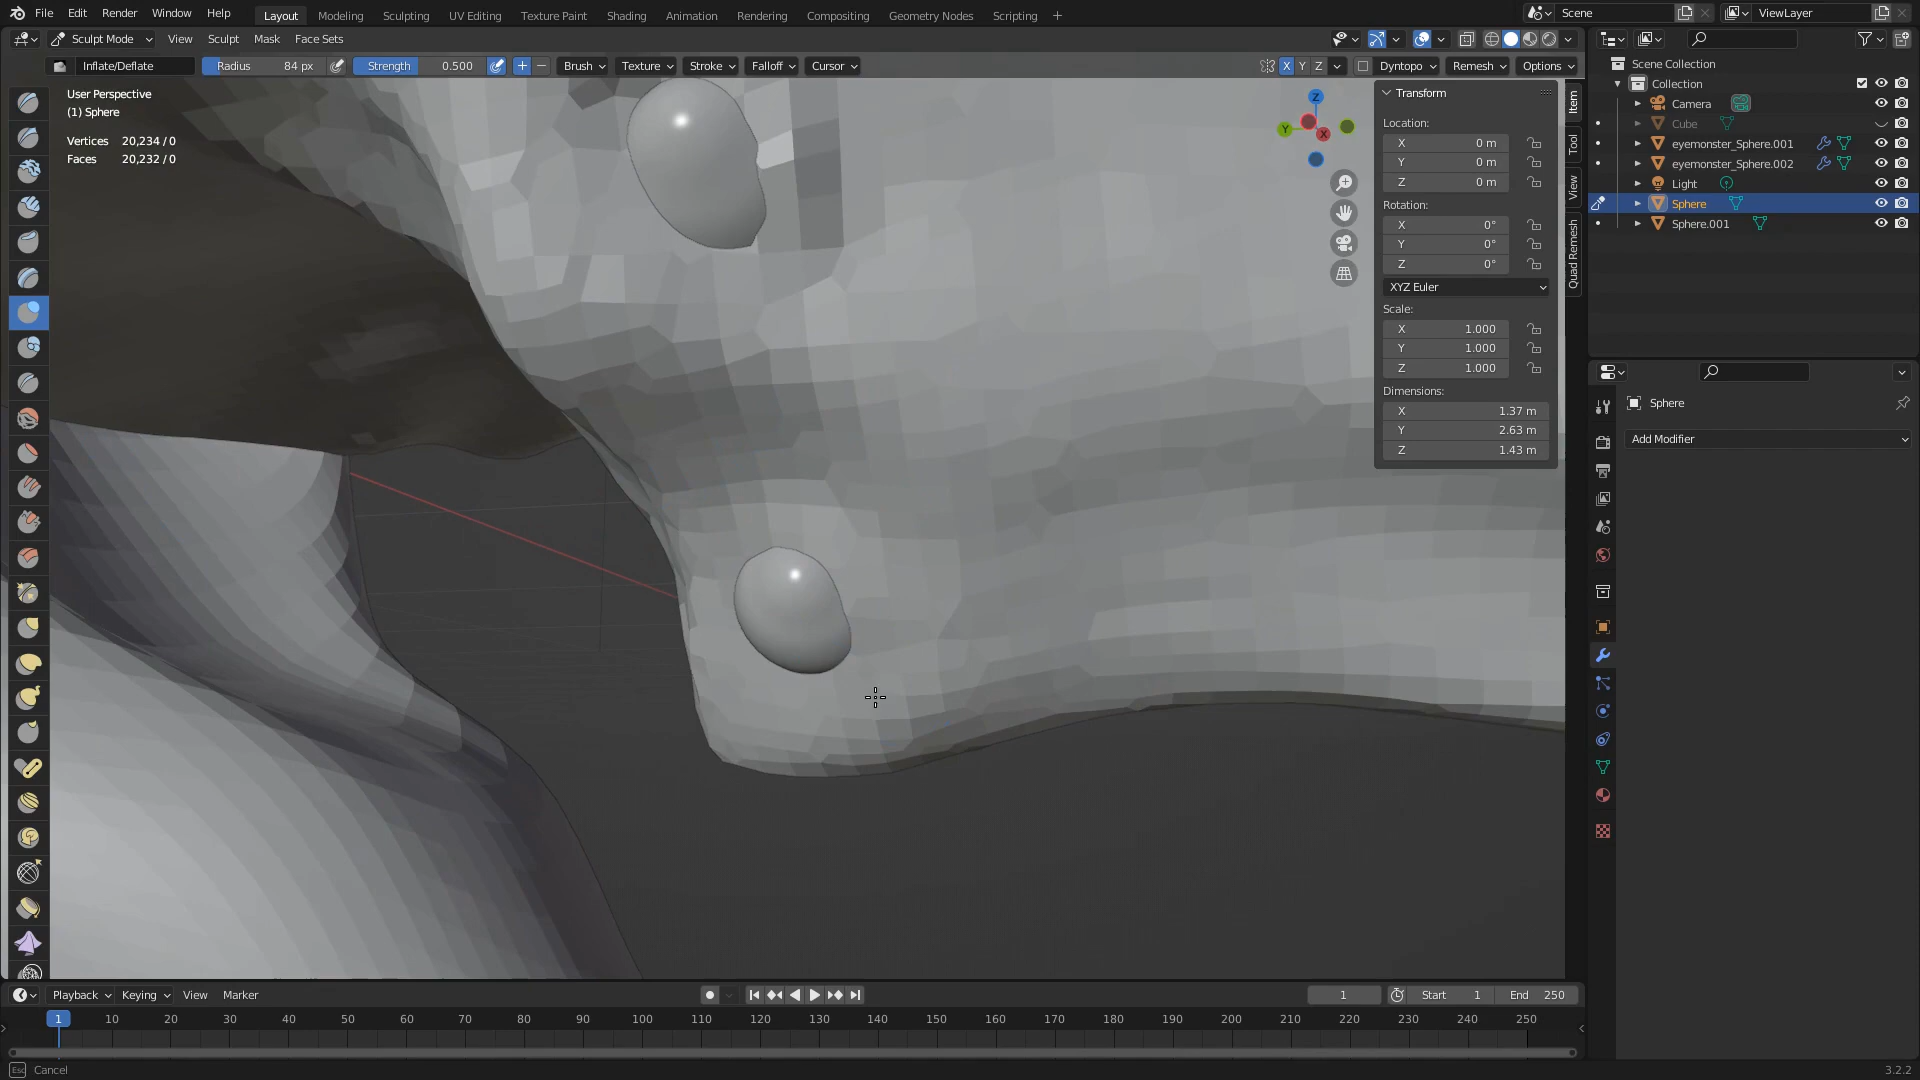 File Edit Render Window Help Layout Modeling Sculpting UV Editing Texture Paint Shading Animation Rendering Compositing Geometry Nodes Scripting + Scene ViewLayer
Sculpt Mode View Sculpt Mask Face Sets
Inflate/Deflate Radius 84 px Strength 0.500 + − Brush Texture Stroke Falloff Cursor X Y Z Dyntopo Remesh Options
User Perspective
(1) Sphere
Vertices 20,234 / 0
Faces 20,232 / 0
Z
Y
X
Transform
Location:
X 0 m
Y 0 m
Z 0 m
Rotation:
X 0°
Y 0°
Z 0°
XYZ Euler
Scale:
X 1.000
Y 1.000
Z 1.000
Dimensions:
X 1.37 m
Y 2.63 m
Z 1.43 m
Item
Tool
View
Quad Remesh
Scene Collection
Collection
Camera
Cube
eyemonster_Sphere.001
eyemonster_Sphere.002
Light
Sphere
Sphere.001
Sphere
Add Modifier
Playback Keying View Marker 1 Start 1 End 250
1 10 20 30 40 50 60 70 80 90 100 110 120 130 140 150 160 170 180 190 200 210 220 230 240 250
Esc Cancel 3.2.2